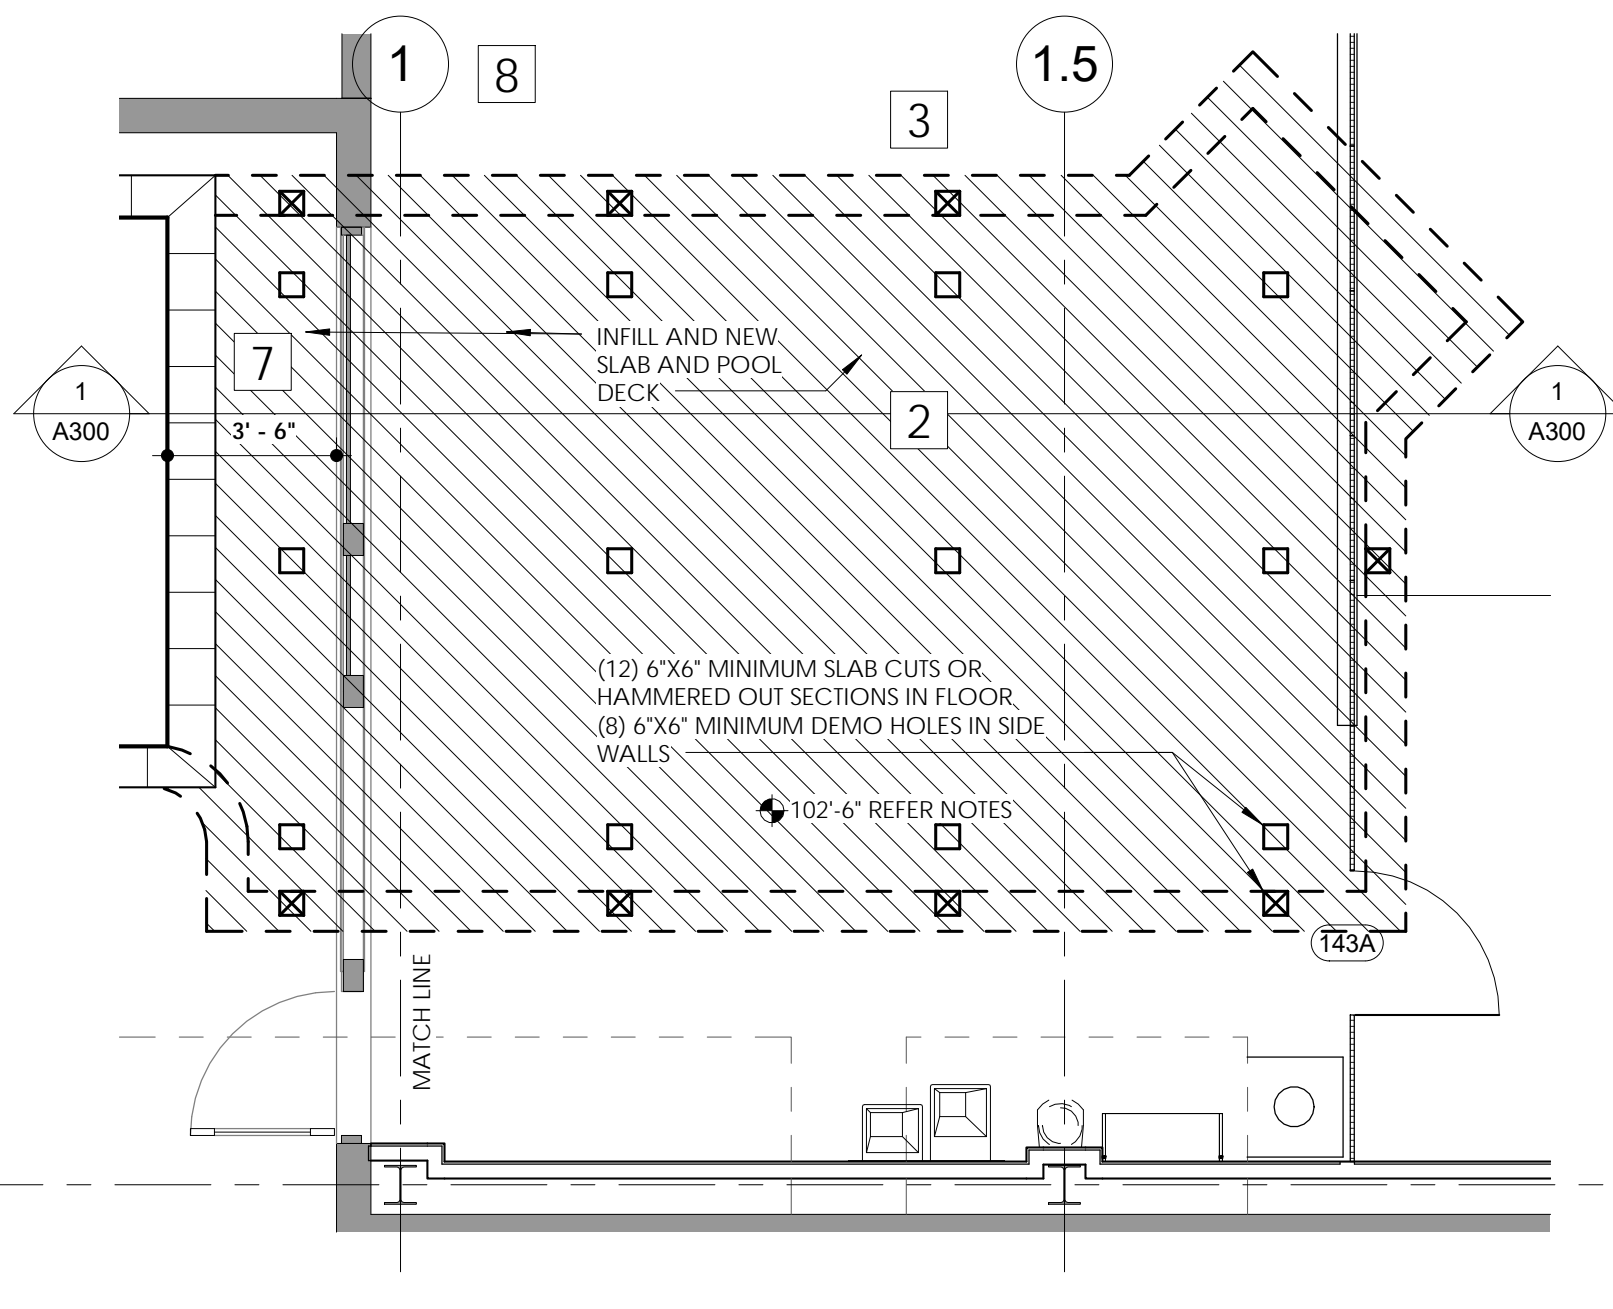 1
8
1.5
3
INFILL AND NEW
SLAB AND POOL
DECK
7
1
A300
3' - 6"
2
1
A300
(12) 6"X6" MINIMUM SLAB CUTS OR
HAMMERED OUT SECTIONS IN FLOOR
(8) 6"X6" MINIMUM DEMO HOLES IN SIDE
WALLS
102'-6" REFER NOTES
143A
MATCH LINE